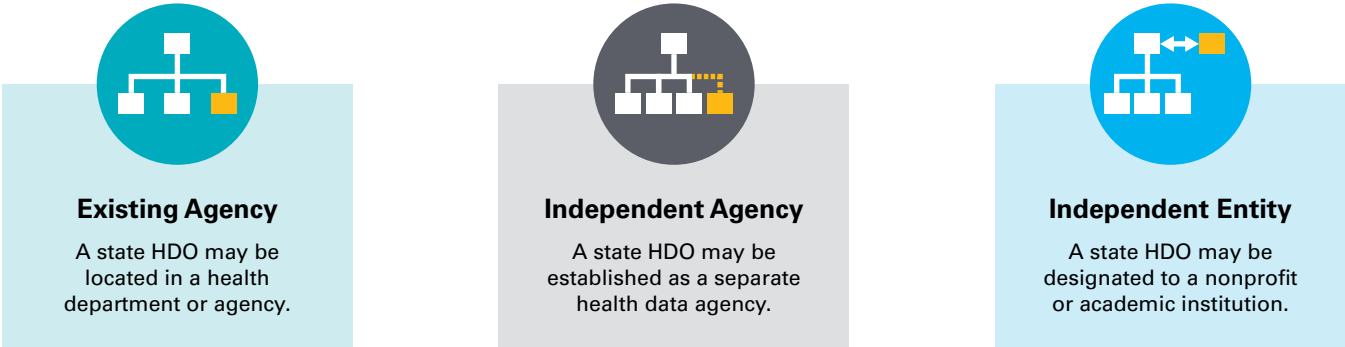 Existing Agency
A state HDO may be
located in a health
department or agency.
Independent Agency
A state HDO may be
established as a separate
health data agency.
Independent Entity
A state HDO may be
designated to a nonprofit
or academic institution.